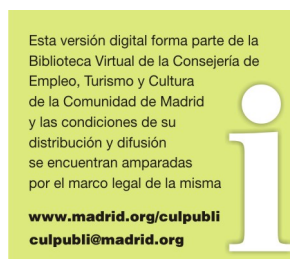 Esta versión digital forma parte de la
Biblioteca Virtual de la Consejería de
Empleo, Turismo y Cultura
de la Comunidad de Madrid
y las condiciones de su
distribución y difusión
se encuentran amparadas
por el marco legal de la misma
www.madrid.org/culpubli
culpubli@madrid.org
i